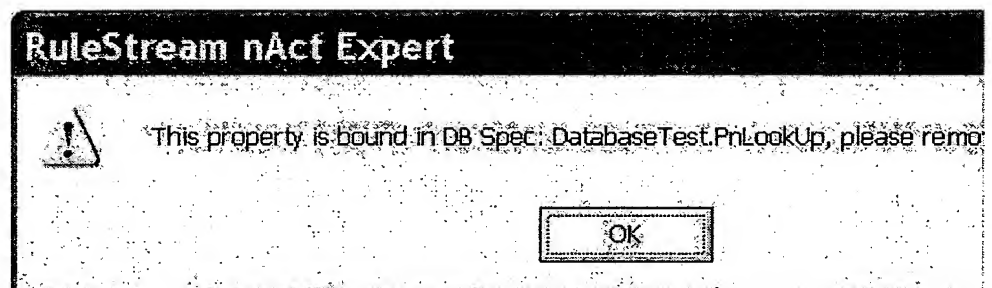 RuleStream nAct Expert
This property is bound in DB Spec: DatabaseTest.PnLookUp, please remo
OK